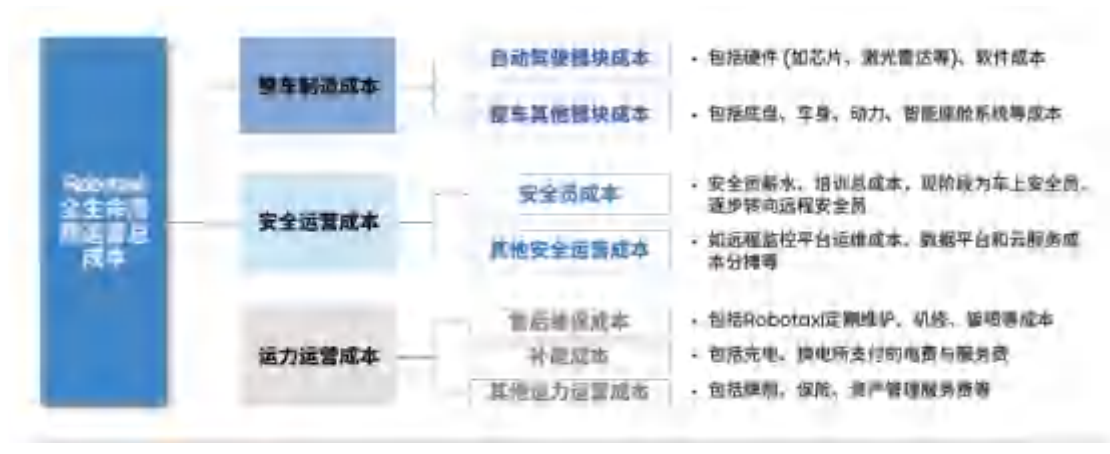 Robotaxi
全生命周
期运营总
成本
整车制造成本
自动驾驶模块成本
• 包括硬件 (如芯片、激光雷达等)、软件成本
整车其他模块成本
• 包括底盘、车身、动力、智能座舱系统等成本
安全运营成本
安全员成本
• 安全员薪水、培训总成本，现阶段为车上安全员，
逐步转向远程安全员
其他安全运营成本
• 如远程监控平台运维成本、数据平台和云服务成
本分摊等
运力运营成本
售后维保成本
• 包括Robotaxi定期维护、机修、钣喷等成本
补能成本
• 包括充电、换电所支付的电费与服务费
其他运力运营成本
• 包括牌照、保险、资产管理服务费等